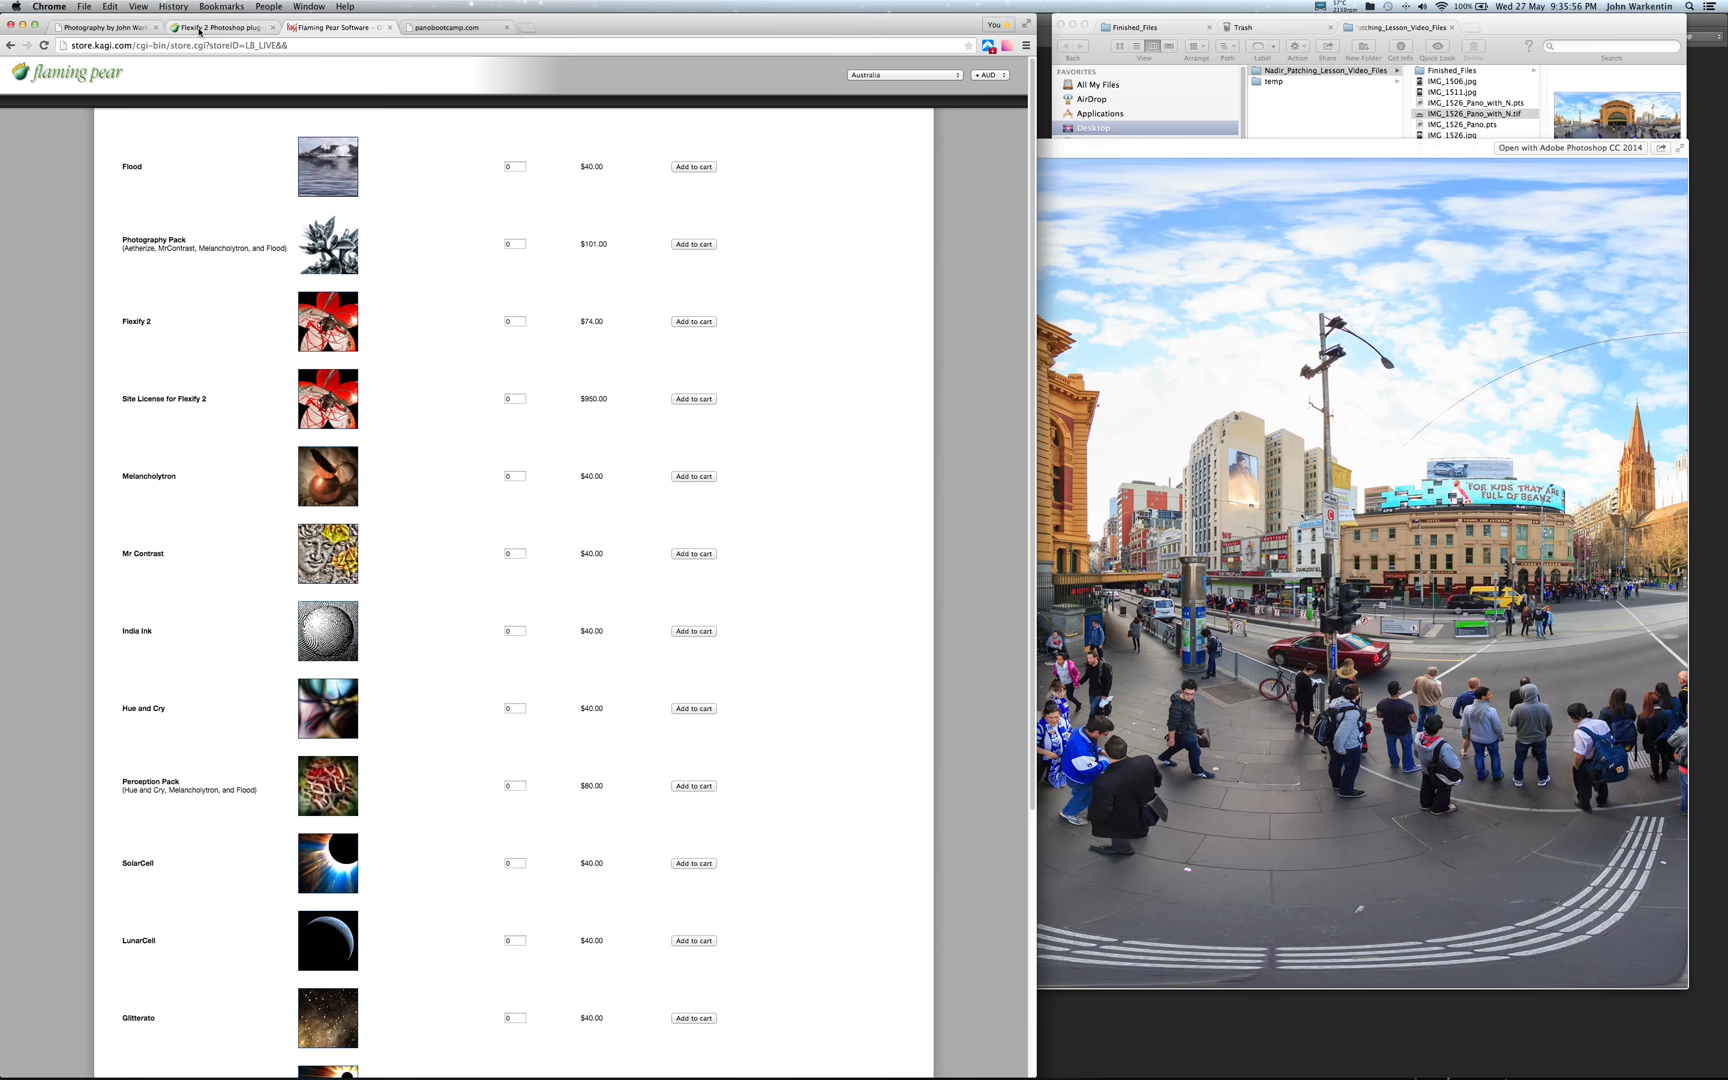 Chrome File Edit View History Bookmarks People Window Help
57°C
2159rpm
100% Wed 27 May 9:35:56 PM John Warkentin
Photography by John Wark
Flexify 2 Photoshop plug
Flaming Pear Software –
panobootcamp.com
You
store.kagi.com/cgi-bin/store.cgi?storeID=LB_LIVE&&
flaming pear
Australia
• AUD
Flood
0
$40.00
Add to cart
Photography Pack
(Aetherize, MrContrast, Melancholytron, and Flood)
0
$101.00
Add to cart
Flexify 2
0
$74.00
Add to cart
Site License for Flexify 2
0
$950.00
Add to cart
Melancholytron
0
$40.00
Add to cart
Mr Contrast
0
$40.00
Add to cart
India Ink
0
$40.00
Add to cart
Hue and Cry
0
$40.00
Add to cart
Perception Pack
(Hue and Cry, Melancholytron, and Flood)
0
$80.00
Add to cart
SolarCell
0
$40.00
Add to cart
LunarCell
0
$40.00
Add to cart
Glitterato
0
$40.00
Add to cart
Finished_Files
Trash
Patching_Lesson_Video_Files
Back View Arrange Path Label Action Share New Folder Get Info Quick Look Delete Search
FAVORITES
All My Files
AirDrop
Applications
Desktop
Nadir_Patching_Lesson_Video_Files
temp
Finished_Files
IMG_1506.jpg
IMG_1511.jpg
IMG_1526_Pano_with_N.pts
IMG_1526_Pano_with_N.tif
IMG_1526_Pano.pts
IMG_1526.jpg
Open with Adobe Photoshop CC 2014
FOR KIDS THAT ARE
FULL OF BEANZ
HOTEL YOUNG AND JACKSON
DANGERFIELD